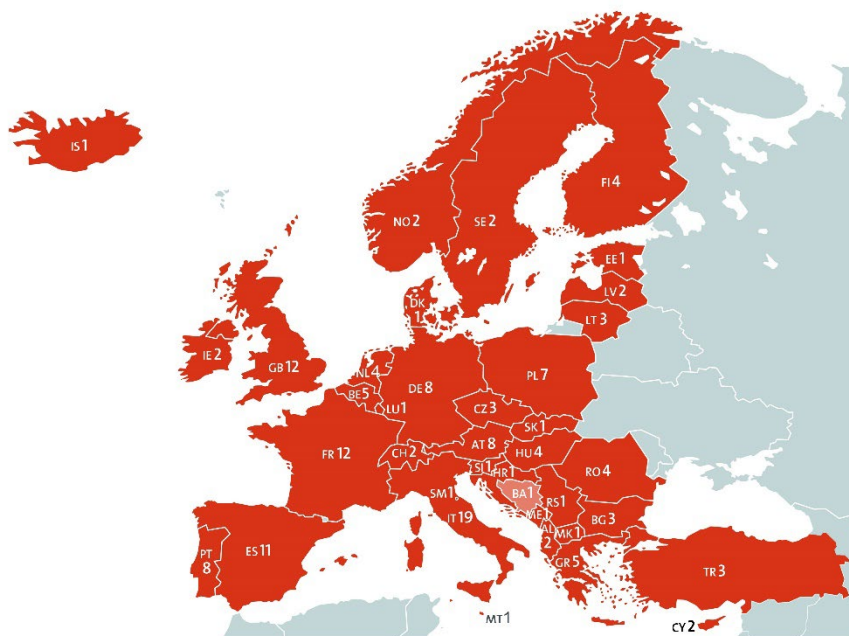 IS 1
FI 4
NO 2
SE 2
EE 1
LV 2
DK
1
LT 3
IE 2
GB 12
NL 4
DE 8
PL 7
BE 5
LU 1
CZ 3
SK 1
AT 8
FR 12
CH 2
HU 4
SI 1
HR 1
RO 4
SM 1
BA 1
RS 1
IT 19
ME 1
BG 3
AL
2
MK 1
PT
8
ES 11
GR 5
TR 3
MT 1
CY 2